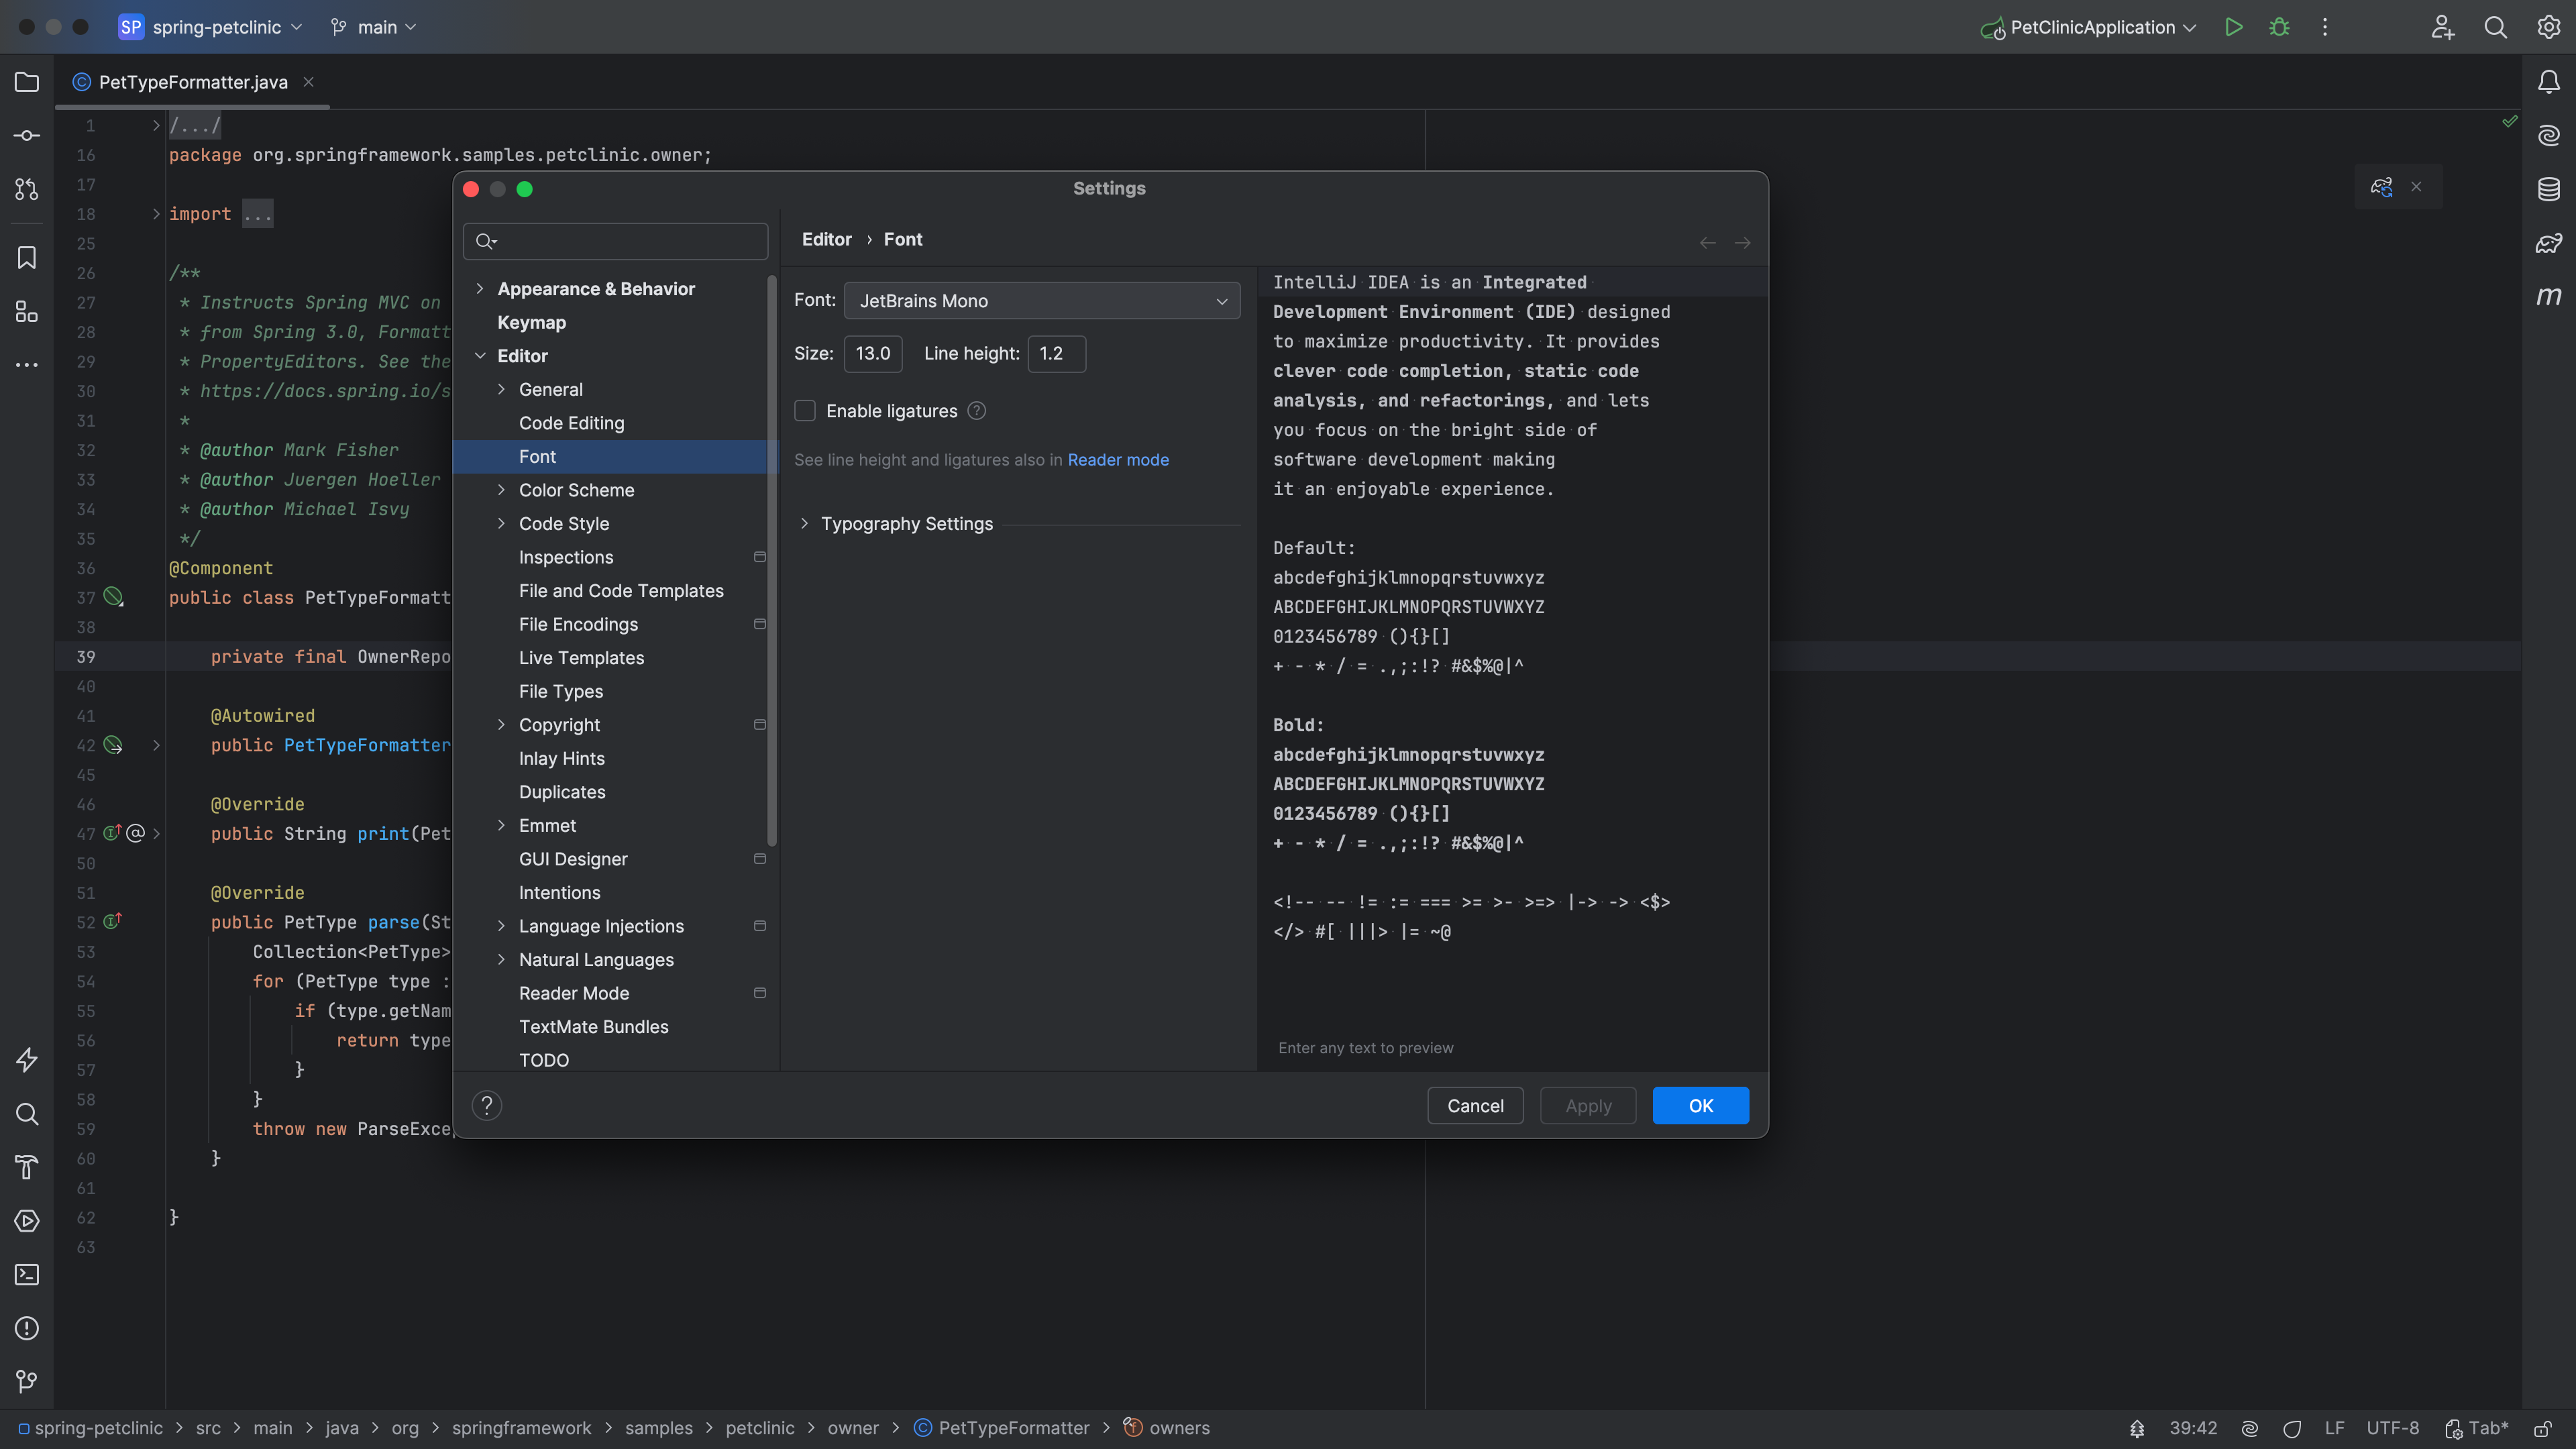 SP spring-petclinic main PetClinicApplication
PetTypeFormatter.java
1 /.../
16 package org.springframework.samples.petclinic.owner;
17
18 import ...
25
26 /**
27 * Instructs Spring MVC on
28 * from Spring 3.0, Formatt
29 * PropertyEditors. See the
30 * https://docs.spring.io/s
31 *
32 * @author Mark Fisher
33 * @author Juergen Hoeller
34 * @author Michael Isvy
35 */
36 @Component
37 public class PetTypeFormatt
38
39 private final OwnerRepo
40
41 @Autowired
42 public PetTypeFormatter
45
46 @Override
47 public String print(Pet
50
51 @Override
52 public PetType parse(St
53 Collection<PetType>
54 for (PetType type :
55 if (type.getNam
56 return type
57 }
58 }
59 throw new ParseExce
60 }
61
62 }
63
Settings
Appearance & Behavior
Keymap
Editor
General
Code Editing
Font
Color Scheme
Code Style
Inspections
File and Code Templates
File Encodings
Live Templates
File Types
Copyright
Inlay Hints
Duplicates
Emmet
GUI Designer
Intentions
Language Injections
Natural Languages
Reader Mode
TextMate Bundles
TODO
Editor › Font
Font: JetBrains Mono
Size: 13.0 Line height: 1.2
Enable ligatures ?
See line height and ligatures also in Reader mode
Typography Settings
IntelliJ IDEA is an Integrated
Development Environment (IDE) designed
to maximize productivity. It provides
clever code completion, static code
analysis, and refactorings, and lets
you focus on the bright side of
software development making
it an enjoyable experience.
Default:
abcdefghijklmnopqrstuvwxyz
ABCDEFGHIJKLMNOPQRSTUVWXYZ
0123456789 (){}[]
+ - * / = .,;:!? #&$%@|^
Bold:
abcdefghijklmnopqrstuvwxyz
ABCDEFGHIJKLMNOPQRSTUVWXYZ
0123456789 (){}[]
+ - * / = .,;:!? #&$%@|^
<!-- -- != := === >= >- >=> |-> -> <$>
</> #[ |||> |= ~@
Enter any text to preview
? Cancel Apply OK
m
spring-petclinic > src > main > java > org > springframework > samples > petclinic > owner > PetTypeFormatter > owners
39:42 LF UTF-8 Tab*